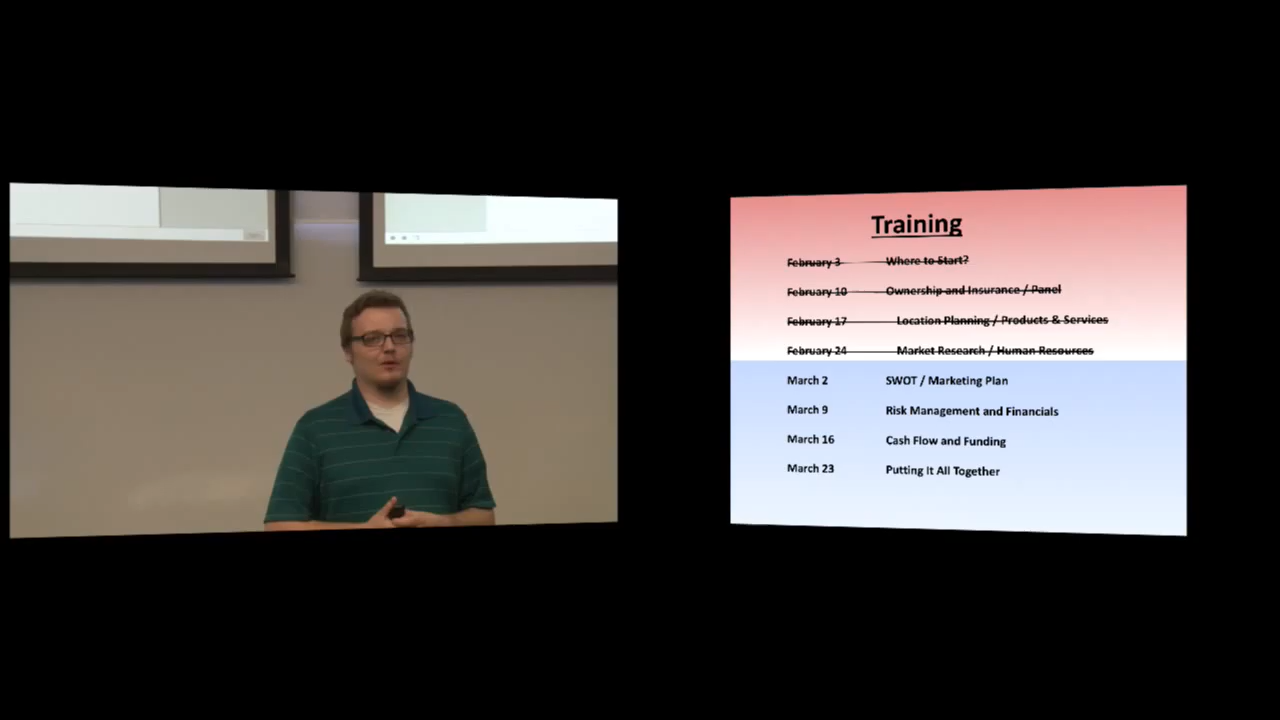 Training
February 3 Where to Start?
February 10 Ownership and Insurance / Panel
February 17 Location Planning / Products & Services
February 24 Market Research / Human Resources
March 2 SWOT / Marketing Plan
March 9 Risk Management and Financials
March 16 Cash Flow and Funding
March 23 Putting It All Together